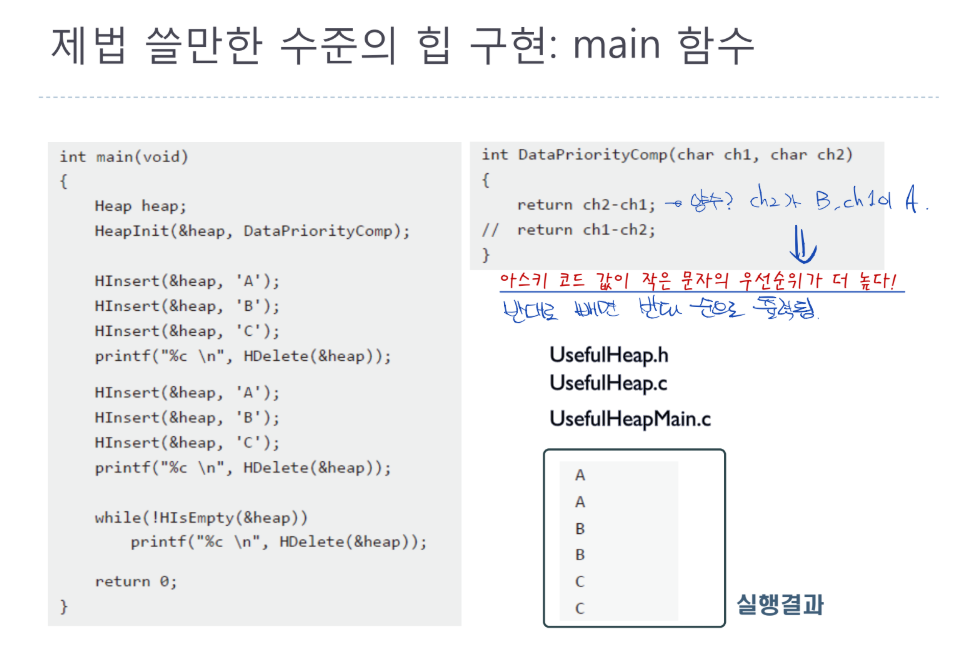 제법 쓸만한 수준의 힙 구현: main 함수
int main(void)
{
Heap heap;
HeapInit(&heap, DataPriorityComp);
HInsert(&heap, 'A');
HInsert(&heap, 'B');
HInsert(&heap, 'C');
printf("%c \n", HDelete(&heap));
HInsert(&heap, 'A');
HInsert(&heap, 'B');
HInsert(&heap, 'C');
printf("%c \n", HDelete(&heap));
while(!HIsEmpty(&heap))
printf("%c \n", HDelete(&heap));
return 0;
}
int DataPriorityComp(char ch1, char ch2)
{
return ch2-ch1; → 양수? ch2가 B, ch1이 A.
// return ch1-ch2;
}
아스키 코드 값이 작은 문자의 우선순위가 더 높다!
반대로 빼면 반대 순으로 출력됨.
UsefulHeap.h
UsefulHeap.c
UsefulHeapMain.c
A
A
B
B
C
C
실행결과